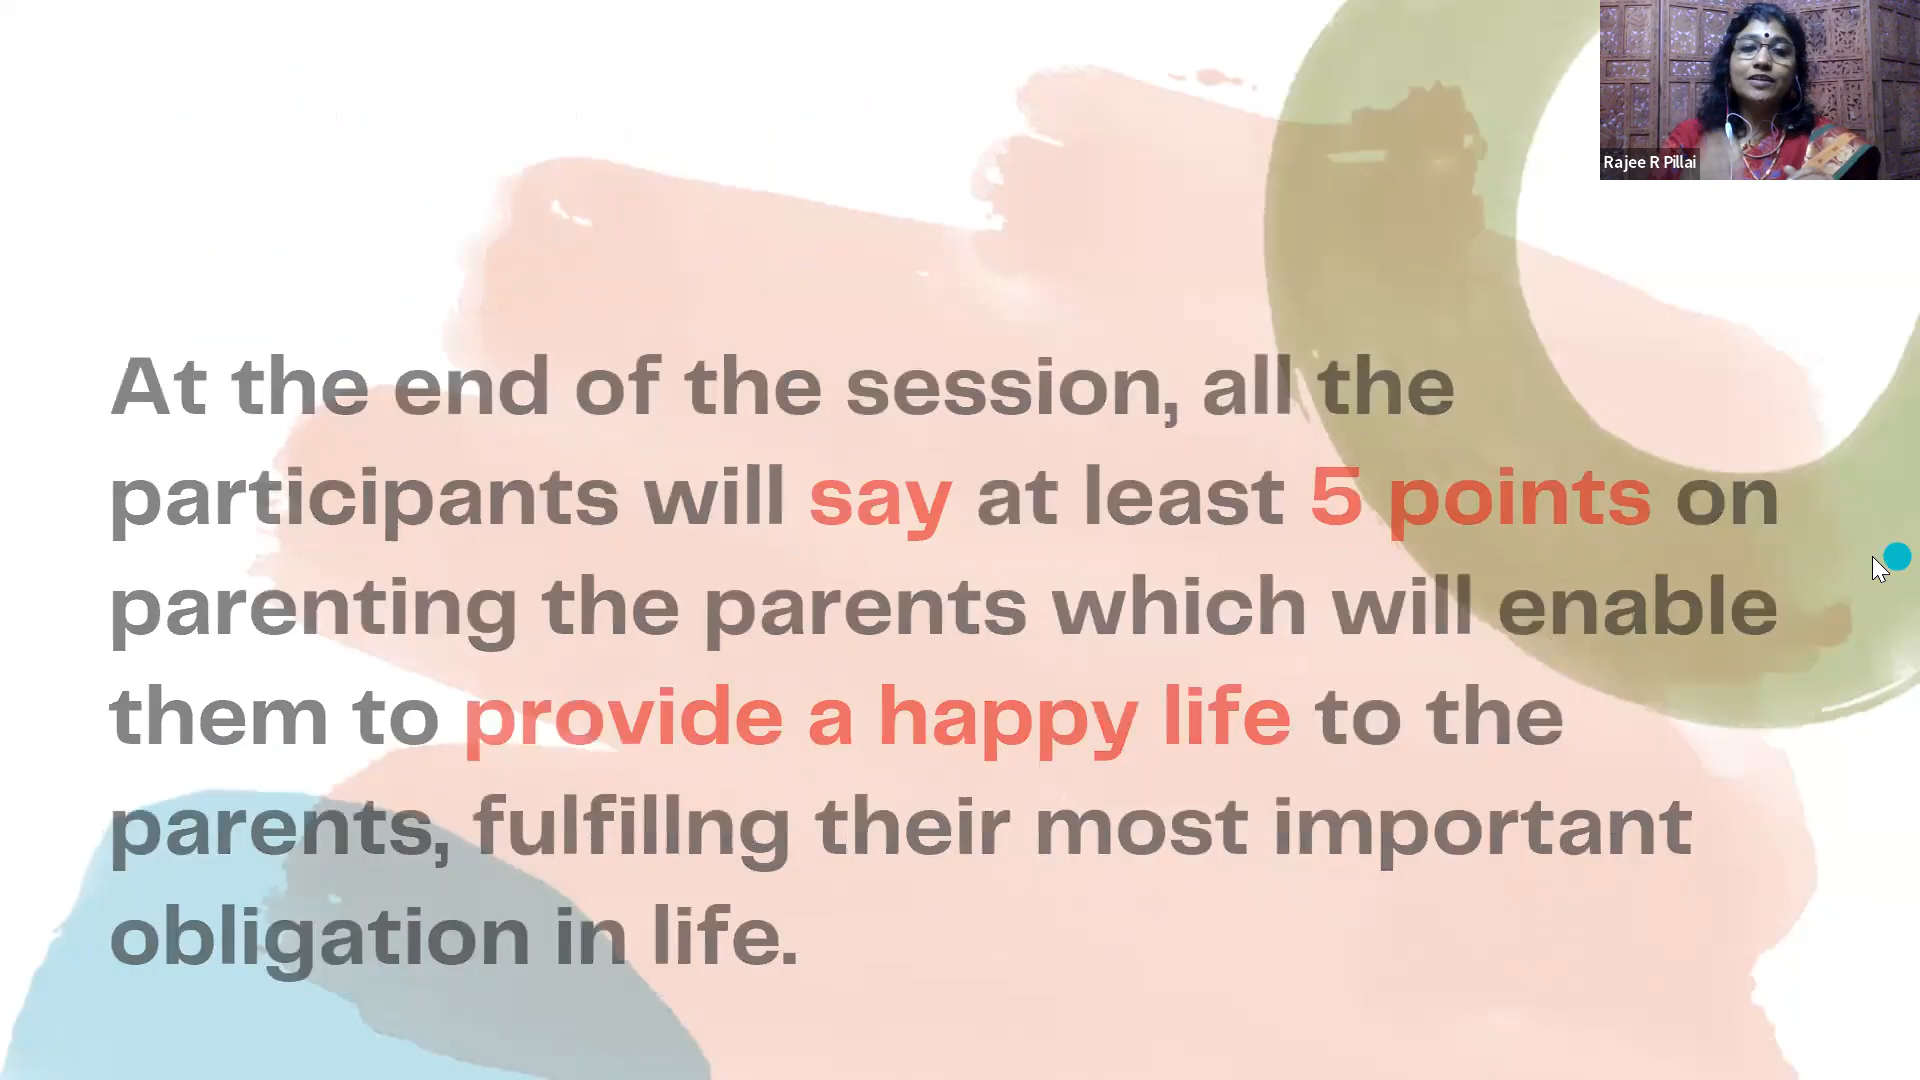 Rajee R Pillai
At the end of the session, all the
participants will say at least 5 points on
parenting the parents which will enable
them to provide a happy life to the
parents, fulfillng their most important
obligation in life.